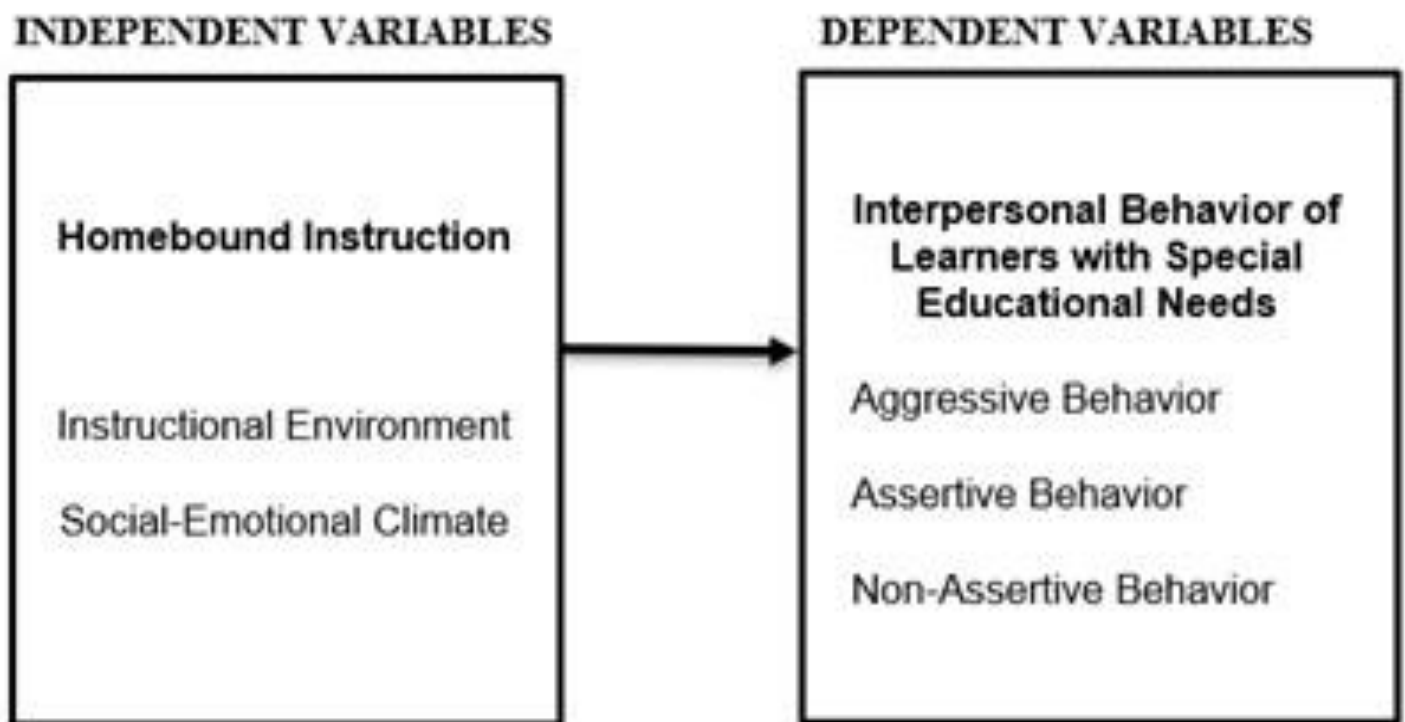 INDEPENDENT VARIABLES
Homebound Instruction
Instructional Environment
Social-Emotional Climate
DEPENDENT VARIABLES
Interpersonal Behavior of
Learners with Special
Educational Needs
Aggressive Behavior
Assertive Behavior
Non-Assertive Behavior